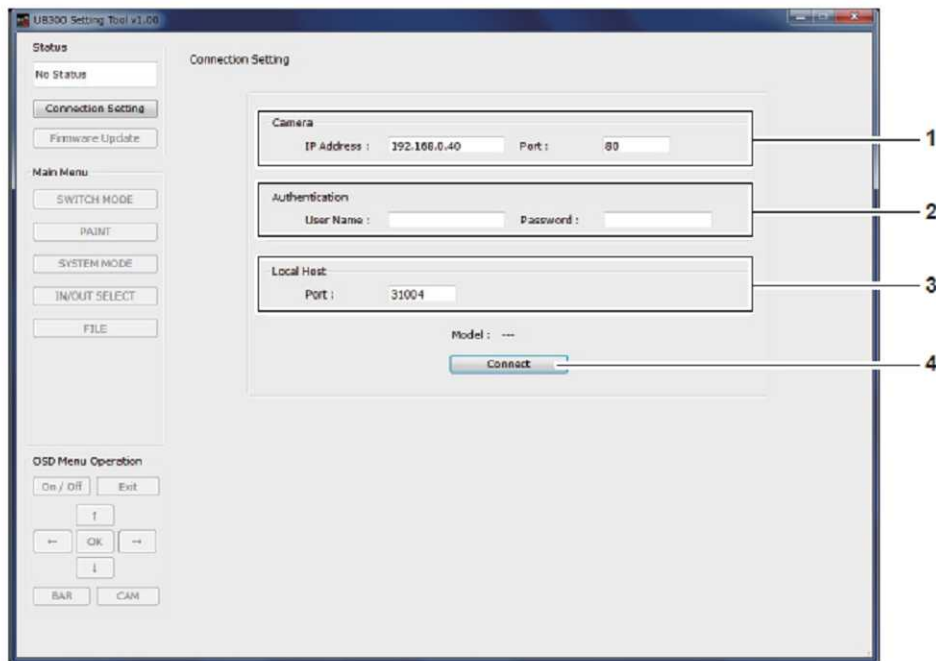 UB300 Setting Tool v1.00
Status
No Status
Connection Setting
Firmware Update
Main Menu
SWITCH MODE
PAINT
SYSTEM MODE
IN/OUT SELECT
FILE
OSD Menu Operation
On / Off Exit
↑
← OK →
↓
BAR CAM
Connection Setting
Camera
IP Address : 192.168.0.40 Port : 80
1
Authentication
User Name : Password :
2
Local Host
Port : 31004
3
Model : ---
Connect
4